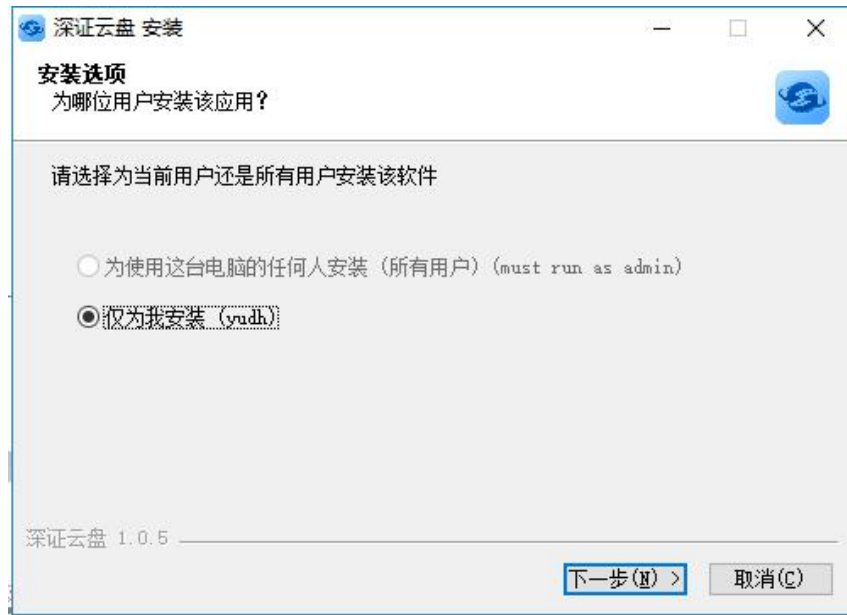 深证云盘 安装
安装选项
为哪位用户安装该应用？
请选择为当前用户还是所有用户安装该软件
为使用这台电脑的任何人安装（所有用户）(must run as admin)
仅为我安装（yudh）
深证云盘 1.0.5
下一步(N) >
取消(C)